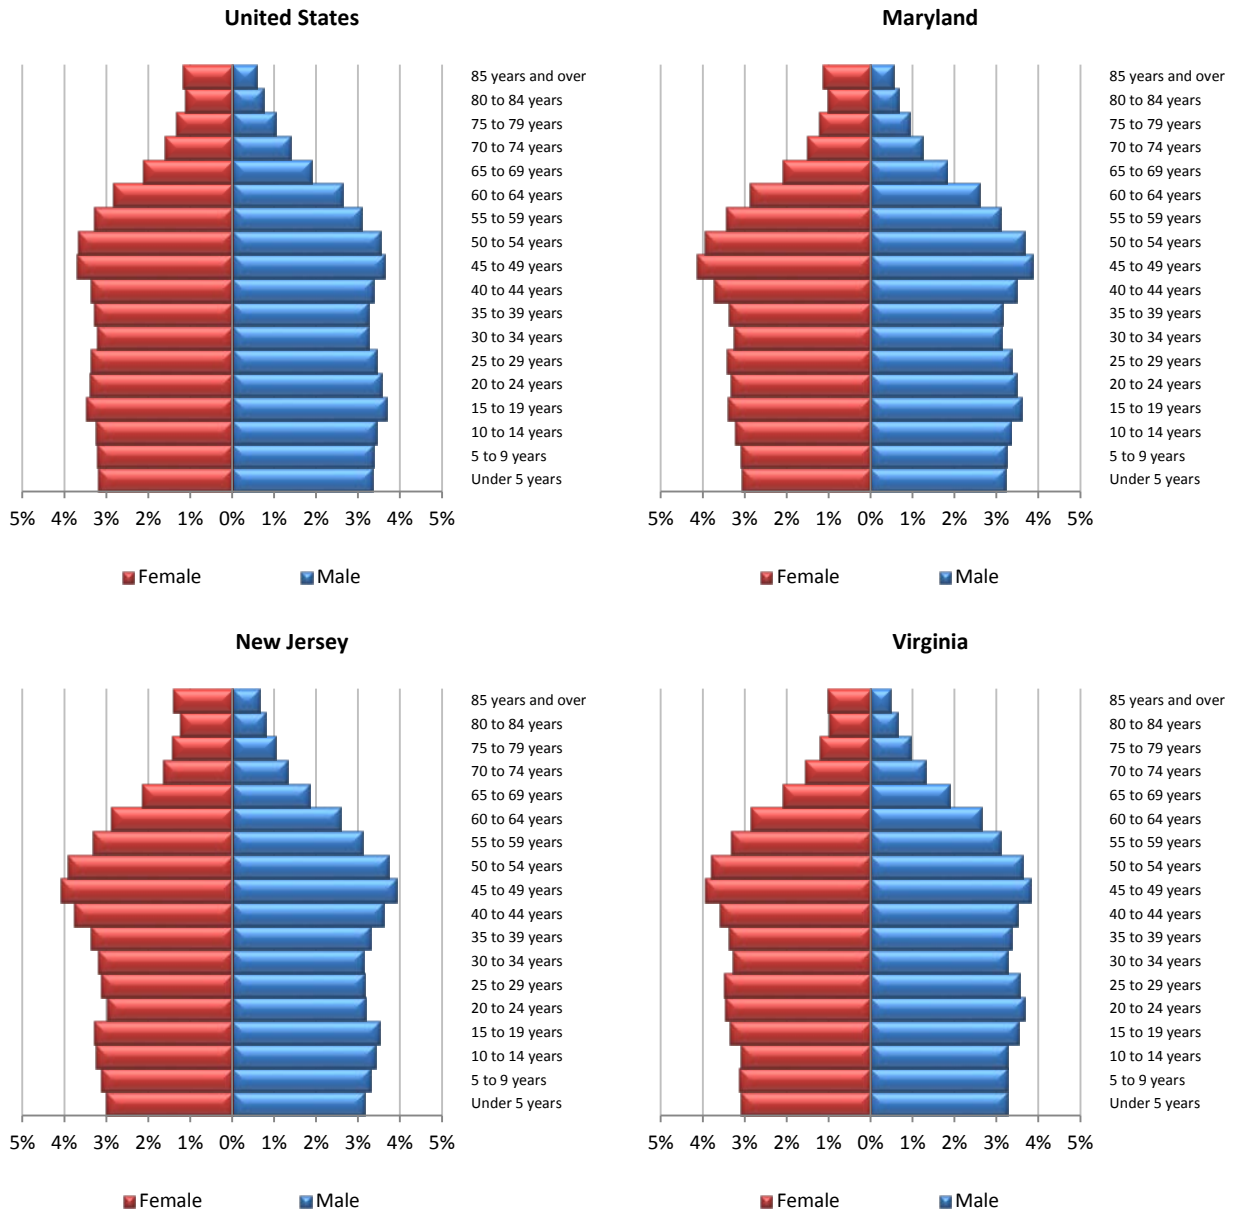 United States
85 years and over
80 to 84 years
75 to 79 years
70 to 74 years
65 to 69 years
60 to 64 years
55 to 59 years
50 to 54 years
45 to 49 years
40 to 44 years
35 to 39 years
30 to 34 years
25 to 29 years
20 to 24 years
15 to 19 years
10 to 14 years
5 to 9 years
Under 5 years
5% 4% 3% 2% 1% 0% 1% 2% 3% 4% 5%
Female Male
Maryland
85 years and over
80 to 84 years
75 to 79 years
70 to 74 years
65 to 69 years
60 to 64 years
55 to 59 years
50 to 54 years
45 to 49 years
40 to 44 years
35 to 39 years
30 to 34 years
25 to 29 years
20 to 24 years
15 to 19 years
10 to 14 years
5 to 9 years
Under 5 years
5% 4% 3% 2% 1% 0% 1% 2% 3% 4% 5%
Female Male
New Jersey
85 years and over
80 to 84 years
75 to 79 years
70 to 74 years
65 to 69 years
60 to 64 years
55 to 59 years
50 to 54 years
45 to 49 years
40 to 44 years
35 to 39 years
30 to 34 years
25 to 29 years
20 to 24 years
15 to 19 years
10 to 14 years
5 to 9 years
Under 5 years
5% 4% 3% 2% 1% 0% 1% 2% 3% 4% 5%
Female Male
Virginia
85 years and over
80 to 84 years
75 to 79 years
70 to 74 years
65 to 69 years
60 to 64 years
55 to 59 years
50 to 54 years
45 to 49 years
40 to 44 years
35 to 39 years
30 to 34 years
25 to 29 years
20 to 24 years
15 to 19 years
10 to 14 years
5 to 9 years
Under 5 years
5% 4% 3% 2% 1% 0% 1% 2% 3% 4% 5%
Female Male